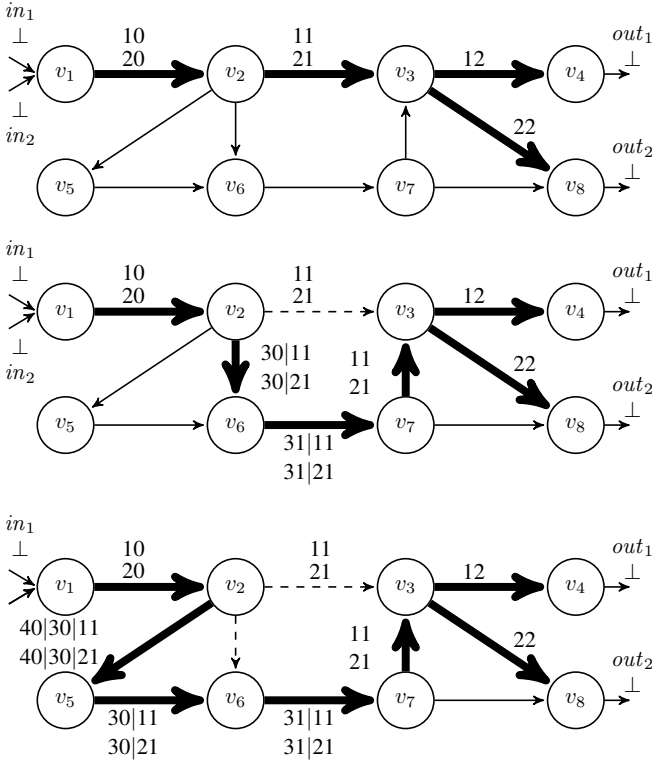 in₁ 10 11 out₁
⊥ 20 21 12 ⊥
v₁ v₂ v₃ v₄
⊥ 22 out₂
in₂ ⊥
v₅ v₆ v₇ v₈
in₁ 10 11 out₁
⊥ 20 21 12 ⊥
v₁ v₂ v₃ v₄
⊥ 30|11 11 22 out₂
in₂ 30|21 21 ⊥
v₅ v₆ v₇ v₈
31|11
31|21
in₁ 10 11 out₁
⊥ 20 21 12 ⊥
v₁ v₂ v₃ v₄
40|30|11 11 22 out₂
40|30|21 21 ⊥
v₅ v₆ v₇ v₈
30|11 31|11
30|21 31|21